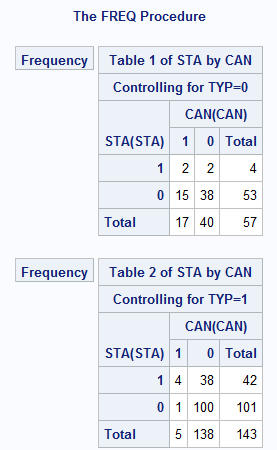 The FREQ Procedure
Frequency
Table 1 of STA by CAN
Controlling for TYP=0
CAN(CAN)
STA(STA) 1 0 Total
1 2 2 4
0 15 38 53
Total 17 40 57
Frequency
Table 2 of STA by CAN
Controlling for TYP=1
CAN(CAN)
STA(STA) 1 0 Total
1 4 38 42
0 1 100 101
Total 5 138 143